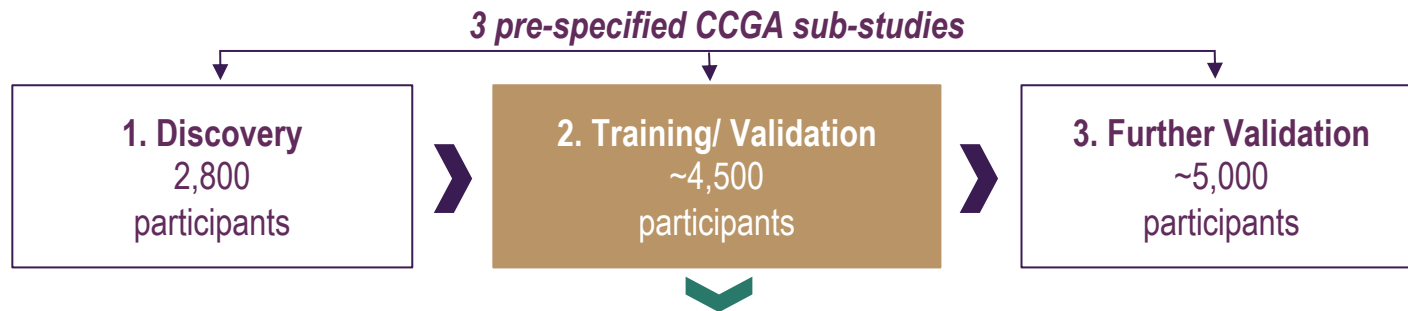 3 pre-specified CCGA sub-studies
1. Discovery
2,800
participants
2. Training/ Validation
~4,500
participants
3. Further Validation
~5,000
participants